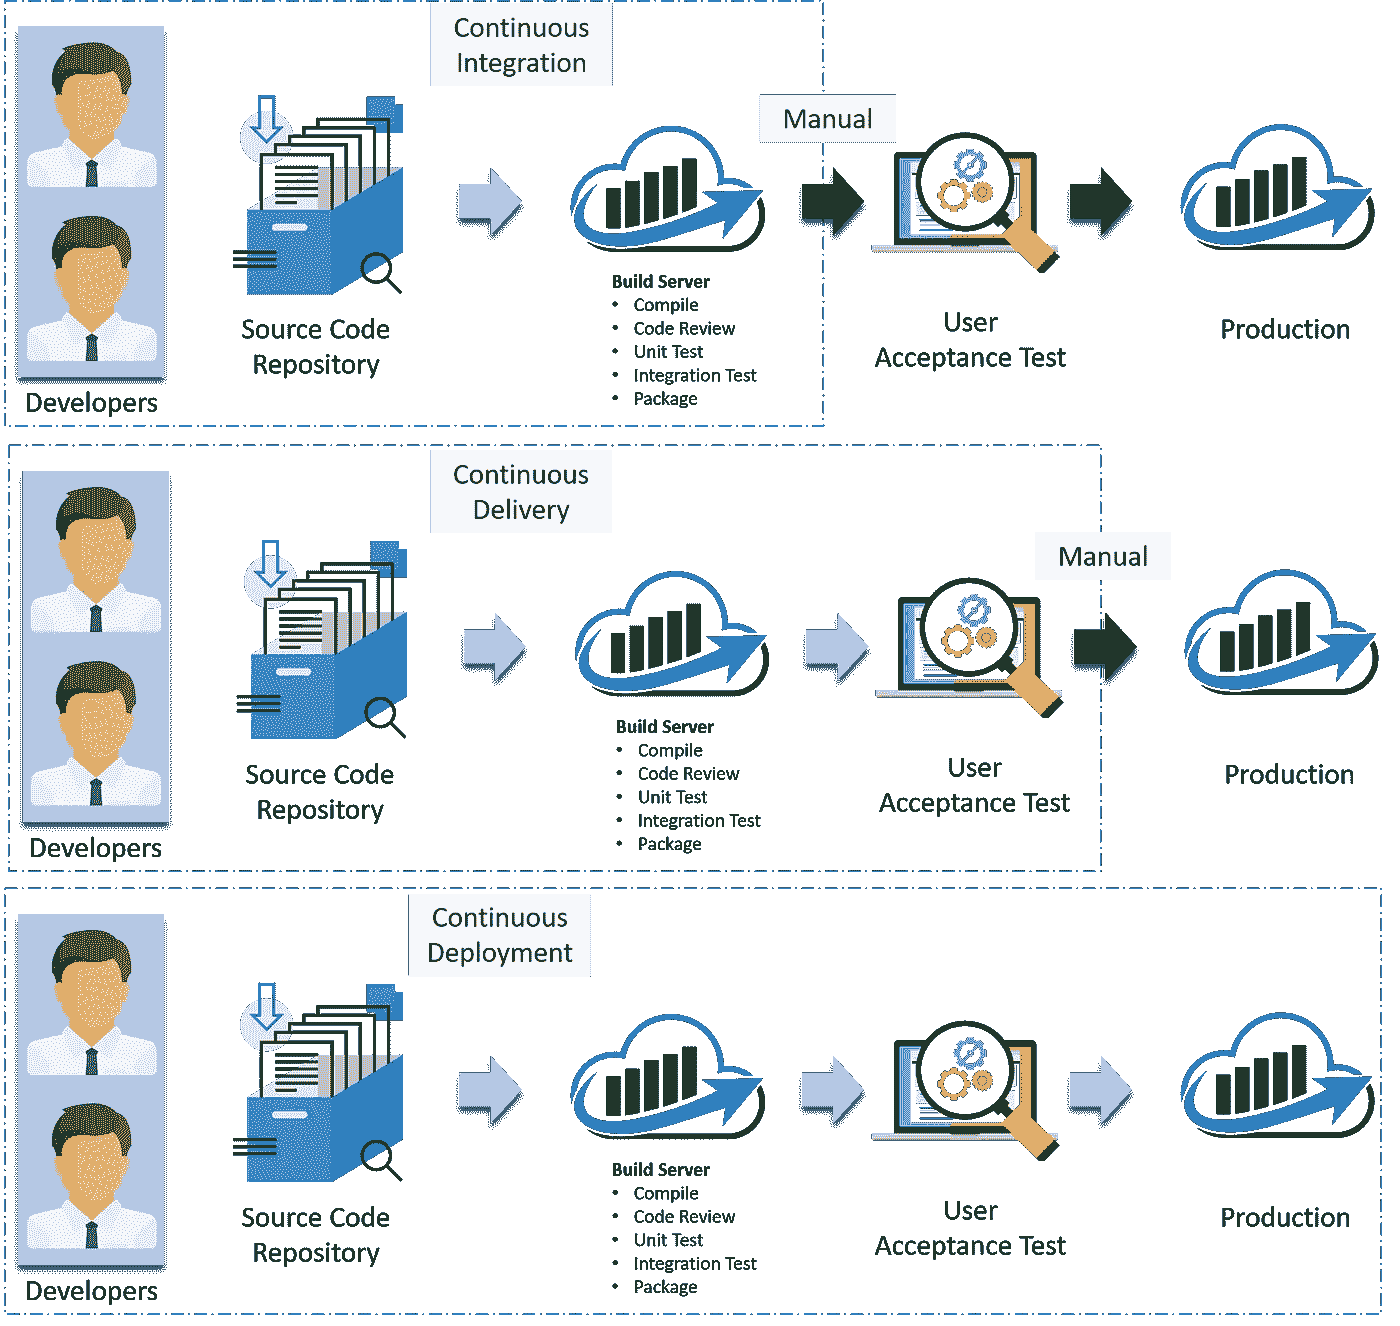 Continuous
Integration
Manual
Build Server
• Compile
• Code Review
• Unit Test
• Integration Test
• Package
Source Code
Repository
User
Acceptance Test
Production
Developers
Continuous
Delivery
Manual
Build Server
• Compile
• Code Review
• Unit Test
• Integration Test
• Package
Source Code
Repository
User
Acceptance Test
Production
Developers
Continuous
Deployment
Build Server
• Compile
• Code Review
• Unit Test
• Integration Test
• Package
Source Code
Repository
User
Acceptance Test
Production
Developers